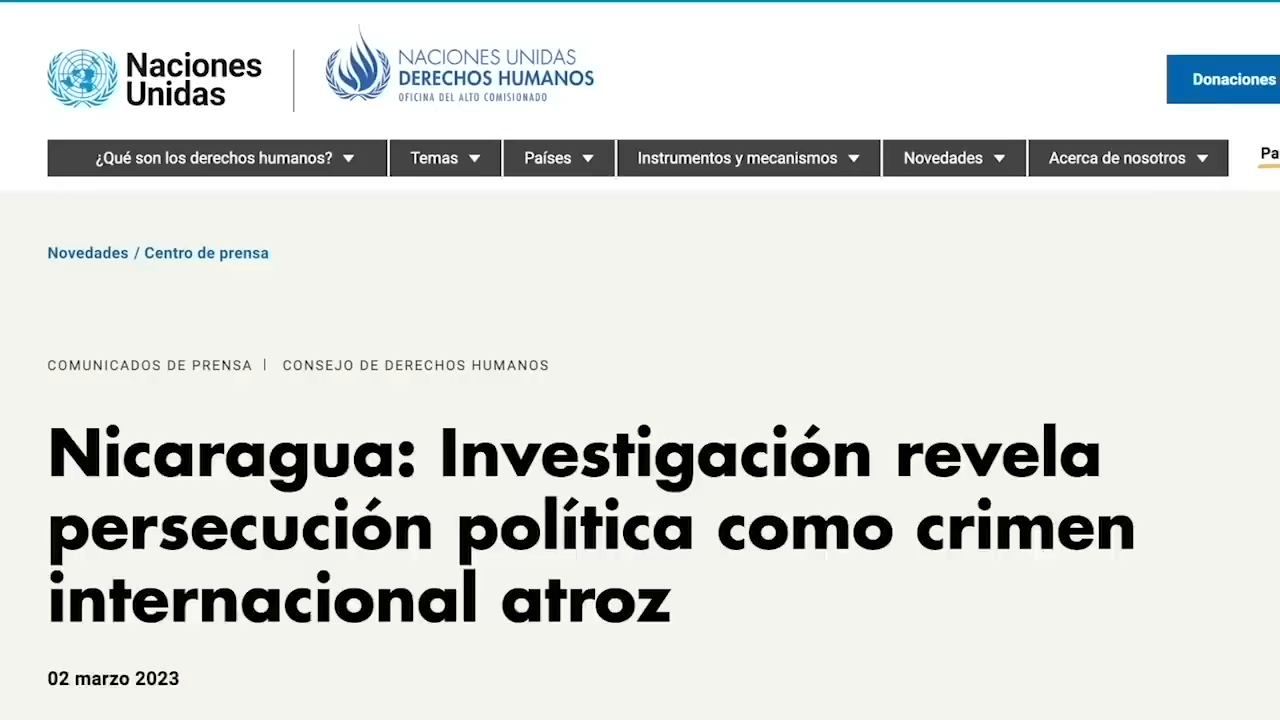 Naciones
Unidas
NACIONES UNIDAS
DERECHOS HUMANOS
OFICINA DEL ALTO COMISIONADO
Donaciones
¿Qué son los derechos humanos?
Temas
Países
Instrumentos y mecanismos
Novedades
Acerca de nosotros
Pa
Novedades / Centro de prensa
COMUNICADOS DE PRENSA | CONSEJO DE DERECHOS HUMANOS
Nicaragua: Investigación revela
persecución política como crimen
internacional atroz
02 marzo 2023